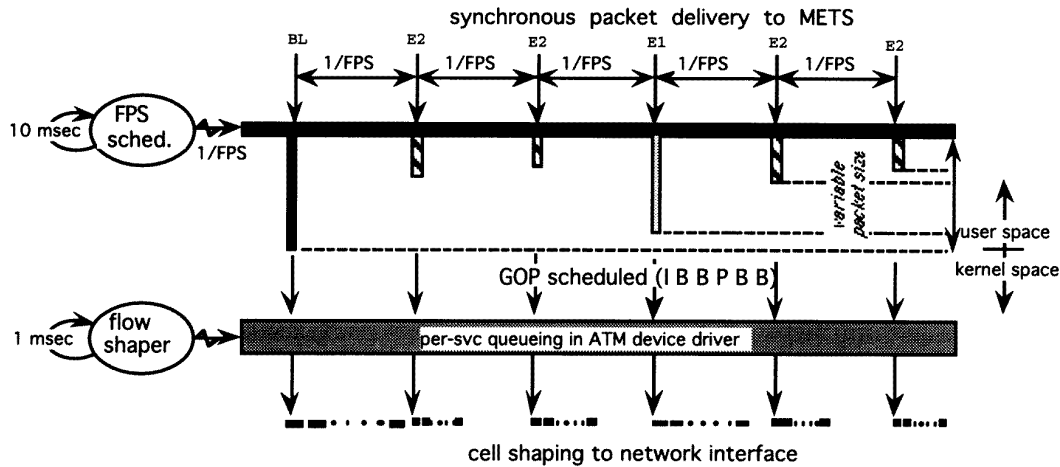 synchronous packet delivery to METS
BL E2 E2 E1 E2 E2
1/FPS 1/FPS 1/FPS 1/FPS 1/FPS
10 msec
FPS
sched.
1/FPS
variable
packet size
user space
kernel space
GOP scheduled (I B B P B B)
1 msec
flow
shaper
per-svc queueing in ATM device driver
cell shaping to network interface